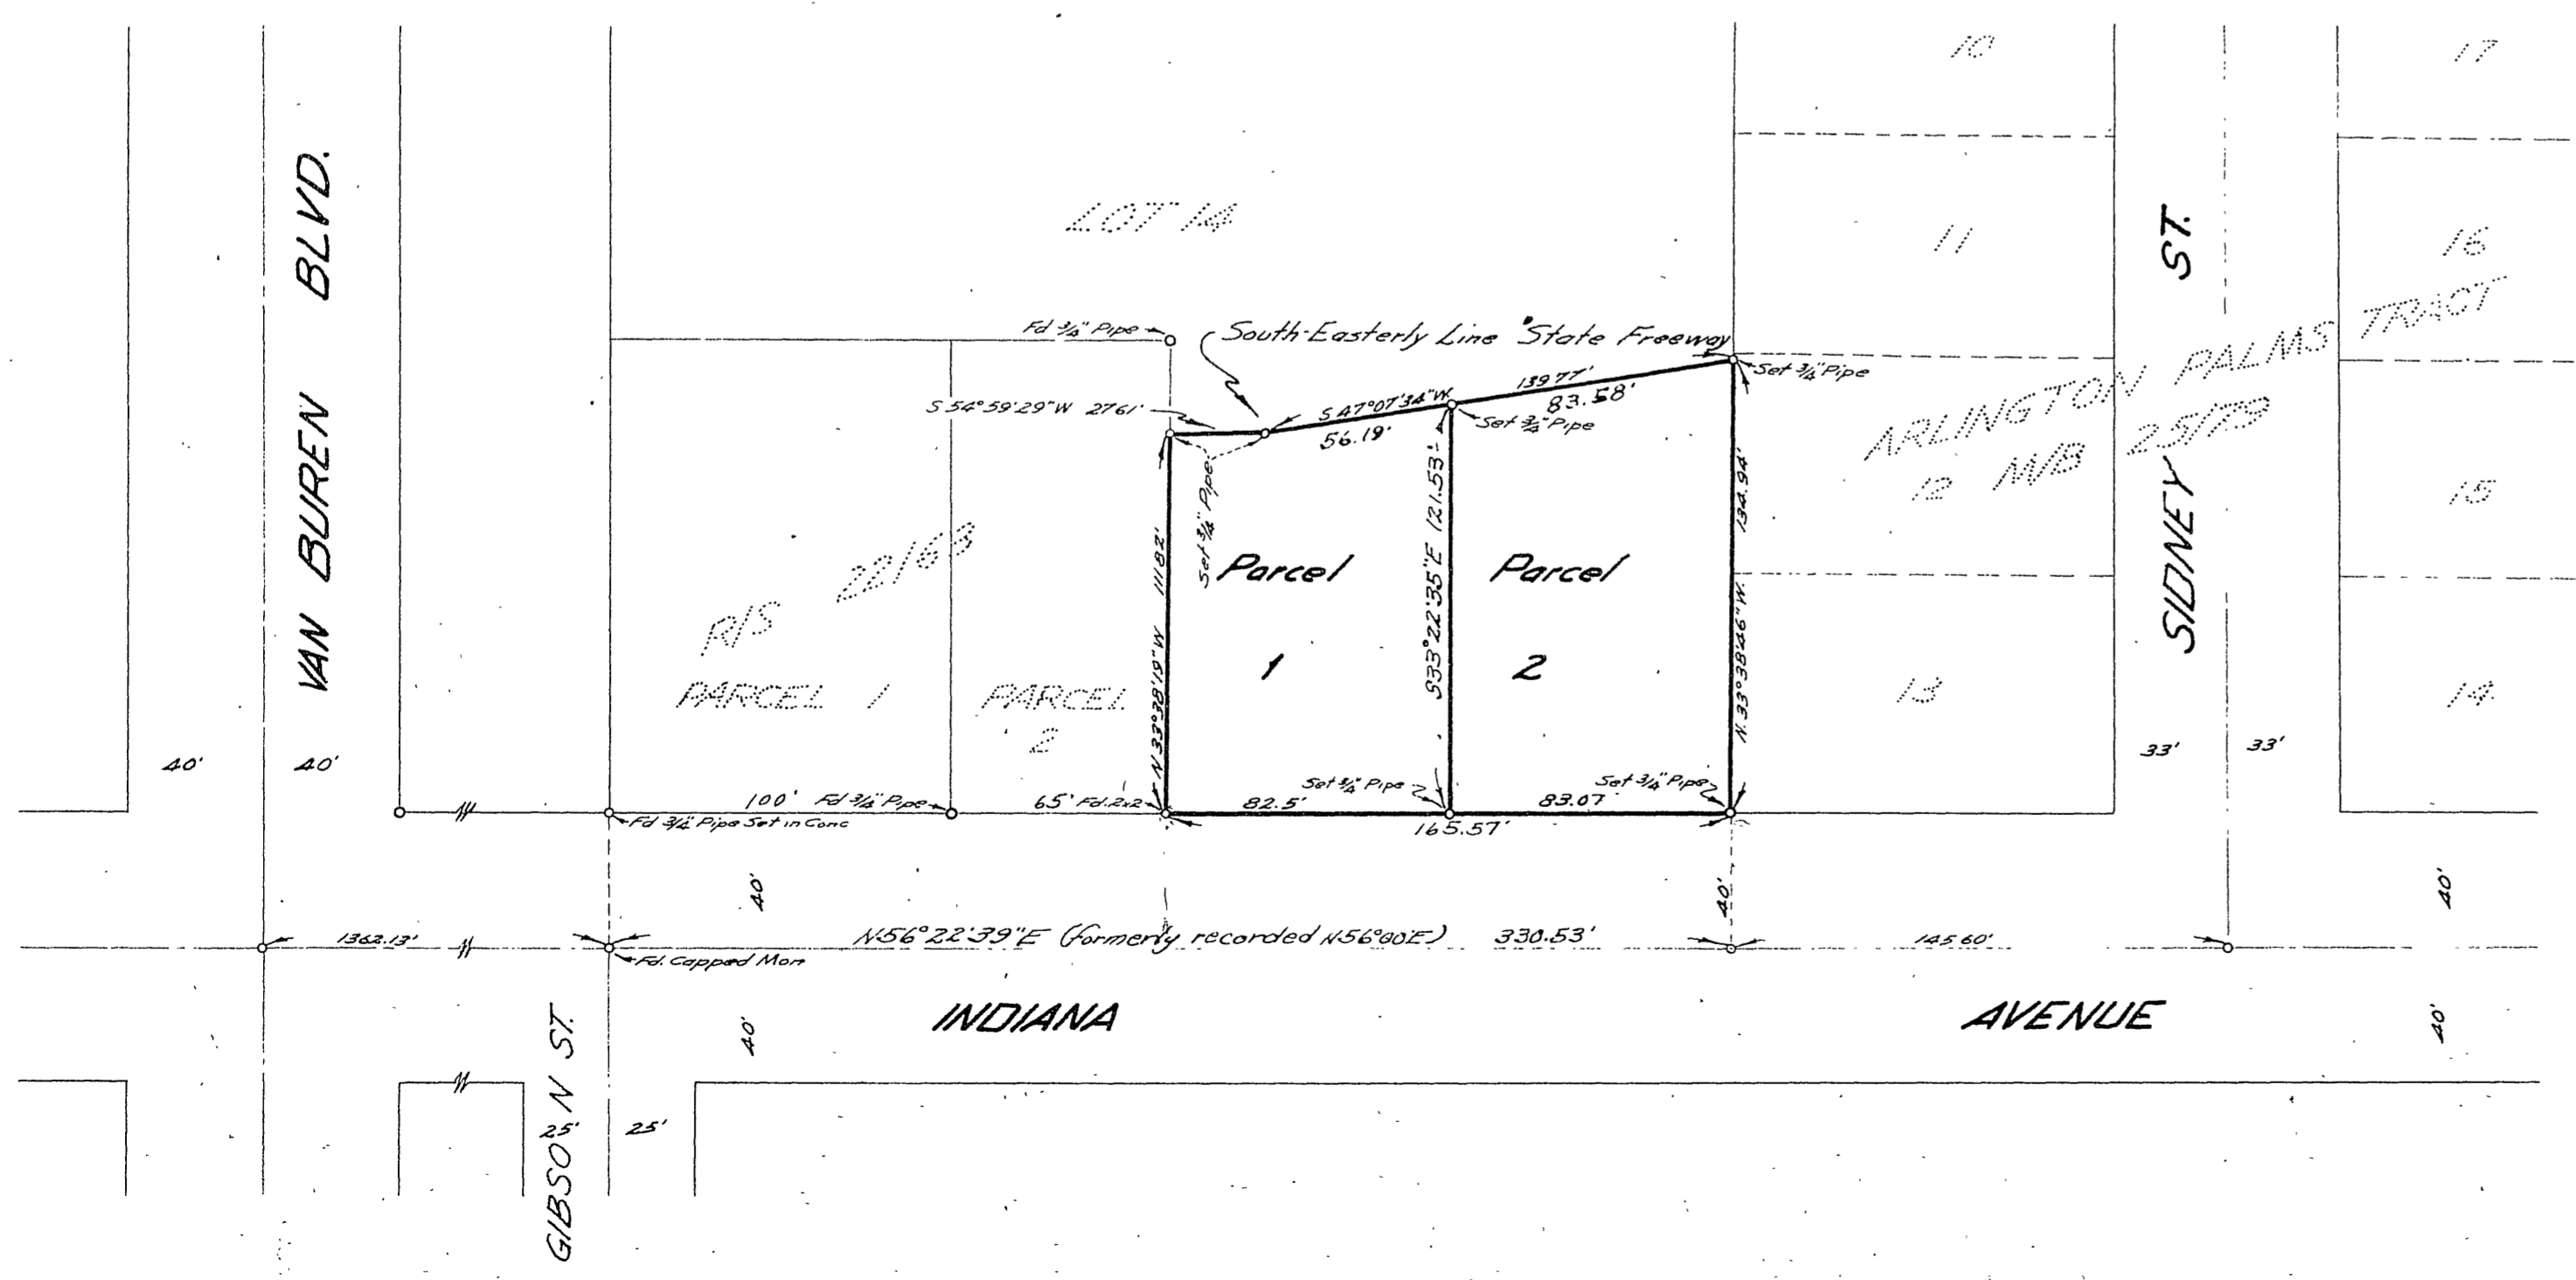 10
17
VAN BUREN BLVD.
LOT 14
11
16
SIDNEY ST.
Fd 3/4" Pipe
South-Easterly Line State Freeway
Set 3/4" Pipe
ARLINGTON PALMS TRACT
12 M/B 25/79
15
S 54°59'29"W 27.61'
S 47°07'34"W
139.77'
56.19'
83.58'
Set 3/4" Pipe
Set 3/4" Pipe
R/S 22/63
PARCEL 1
PARCEL
2
N 33°38'19"W 111.82'
Parcel
1
S33°22'35"E 121.53'
Parcel
2
N. 33°38'46"W.
134.94'
13
14
40'
40'
33'
33'
100'
Fd 3/4" Pipe
65'
Fd. 2x2
82.5'
Set 3/4" Pipe
83.07
Set 3/4" Pipe
Fd 3/4" Pipe Set in Conc
165.57'
40'
40'
40'
1362.13'
N56°22'39"E (formerly recorded N56°00'E) 330.53'
145.60'
Fd. Capped Mon
INDIANA AVENUE
40'
40'
GIBSON ST.
25'
25'